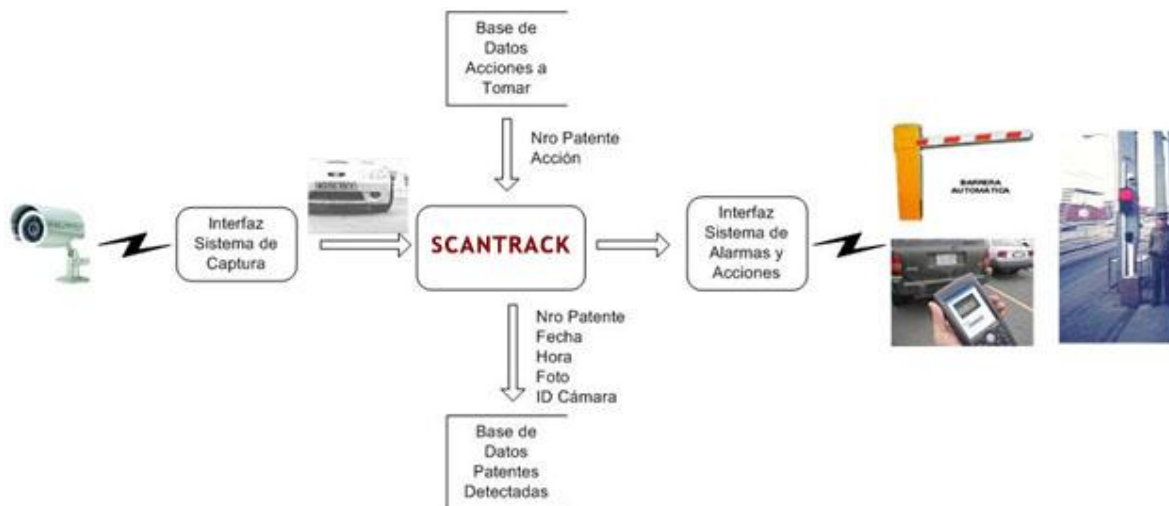 Base de
Datos
Acciones a
Tomar
Nro Patente
Acción
BARRERA
AUTOMÁTICA
Interfaz
Sistema de
Captura
SCANTRACK
Interfaz
Sistema de
Alarmas y
Acciones
Nro Patente
Fecha
Hora
Foto
ID Cámara
Base de
Datos
Patentes
Detectadas